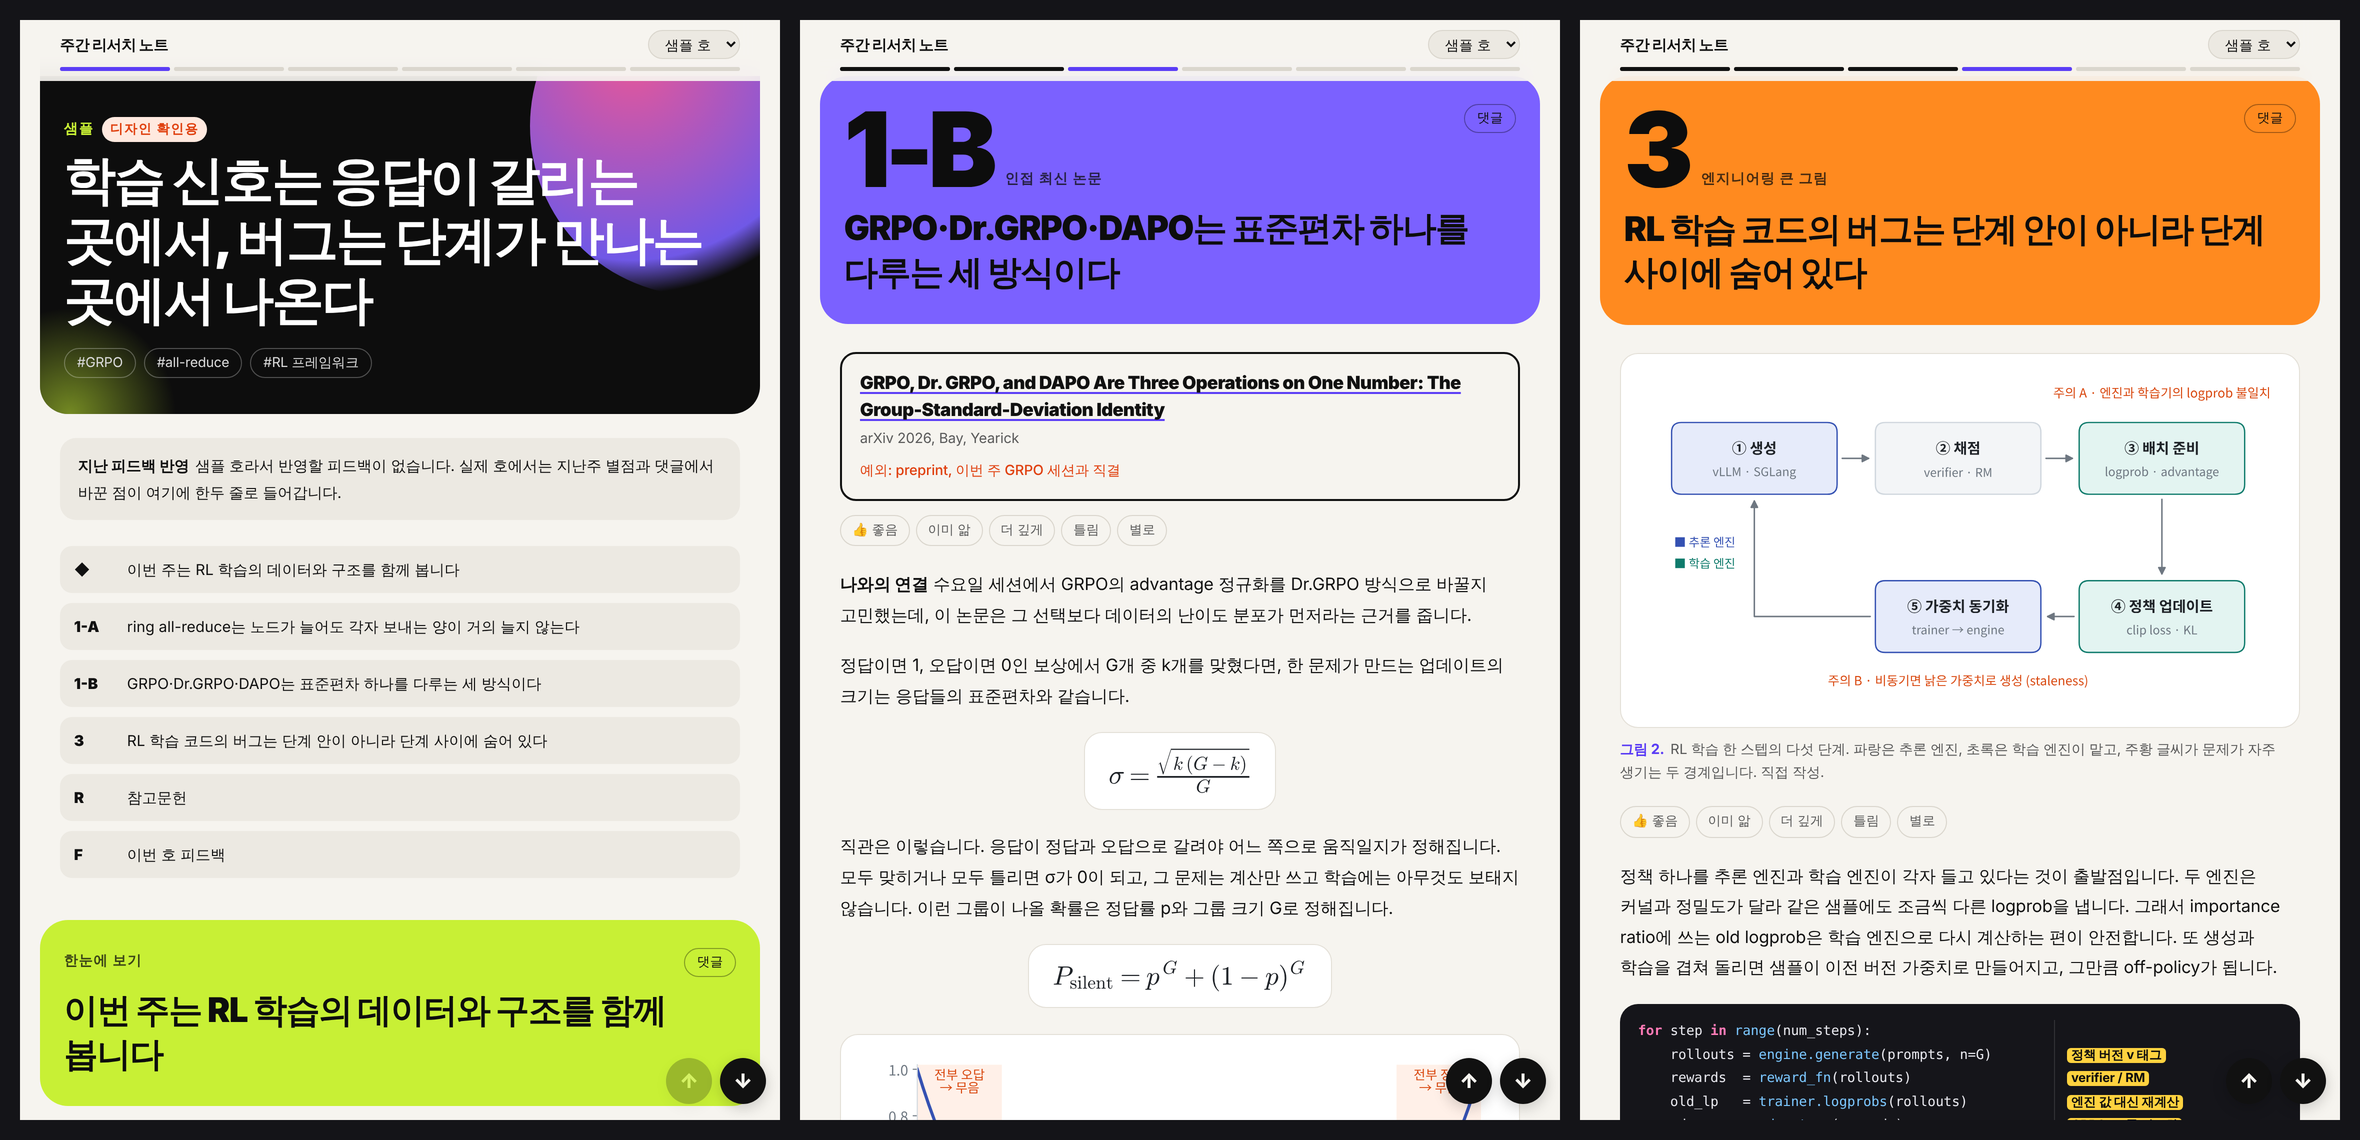 주간 리서치 노트
샘플 호
샘플 디자인 확인용
학습 신호는 응답이 갈리는
곳에서, 버그는 단계가 만나는
곳에서 나온다
#GRPO #all-reduce #RL 프레임워크
지난 피드백 반영 샘플 호라서 반영할 피드백이 없습니다. 실제 호에서는 지난주 별점과 댓글에서
바꾼 점이 여기에 한두 줄로 들어갑니다.
◆ 이번 주는 RL 학습의 데이터와 구조를 함께 봅니다
1-A ring all-reduce는 노드가 늘어도 각자 보내는 양이 거의 늘지 않는다
1-B GRPO·Dr.GRPO·DAPO는 표준편차 하나를 다루는 세 방식이다
3 RL 학습 코드의 버그는 단계 안이 아니라 단계 사이에 숨어 있다
R 참고문헌
F 이번 호 피드백
한눈에 보기
댓글
이번 주는 RL 학습의 데이터와 구조를 함께
봅니다
주간 리서치 노트
샘플 호
1-B 인접 최신 논문
댓글
GRPO·Dr.GRPO·DAPO는 표준편차 하나를
다루는 세 방식이다
GRPO, Dr. GRPO, and DAPO Are Three Operations on One Number: The
Group-Standard-Deviation Identity
arXiv 2026, Bay, Yearick
예외: preprint, 이번 주 GRPO 세션과 직결
👍 좋음 이미 앎 더 깊게 틀림 별로
나와의 연결 수요일 세션에서 GRPO의 advantage 정규화를 Dr.GRPO 방식으로 바꿀지
고민했는데, 이 논문은 그 선택보다 데이터의 난이도 분포가 먼저라는 근거를 줍니다.
정답이면 1, 오답이면 0인 보상에서 G개 중 k개를 맞혔다면, 한 문제가 만드는 업데이트의
크기는 응답들의 표준편차와 같습니다.
σ = √k (G − k) / G
직관은 이렇습니다. 응답이 정답과 오답으로 갈려야 어느 쪽으로 움직일지가 정해집니다.
모두 맞히거나 모두 틀리면 σ가 0이 되고, 그 문제는 계산만 쓰고 학습에는 아무것도 보태지
않습니다. 이런 그룹이 나올 확률은 정답률 p와 그룹 크기 G로 정해집니다.
P_silent = p^G + (1 − p)^G
1.0
전부 오답
→ 무음
전부
→ 무
0.8
주간 리서치 노트
샘플 호
3 엔지니어링 큰 그림
댓글
RL 학습 코드의 버그는 단계 안이 아니라 단계
사이에 숨어 있다
주의 A · 엔진과 학습기의 logprob 불일치
① 생성
vLLM · SGLang
② 채점
verifier · RM
③ 배치 준비
logprob · advantage
■ 추론 엔진
■ 학습 엔진
⑤ 가중치 동기화
trainer → engine
④ 정책 업데이트
clip loss · KL
주의 B · 비동기면 낡은 가중치로 생성 (staleness)
그림 2. RL 학습 한 스텝의 다섯 단계. 파랑은 추론 엔진, 초록은 학습 엔진이 맡고, 주황 글씨가 문제가 자주
생기는 두 경계입니다. 직접 작성.
👍 좋음 이미 앎 더 깊게 틀림 별로
정책 하나를 추론 엔진과 학습 엔진이 각자 들고 있다는 것이 출발점입니다. 두 엔진은
커널과 정밀도가 달라 같은 샘플에도 조금씩 다른 logprob을 냅니다. 그래서 importance
ratio에 쓰는 old logprob은 학습 엔진으로 다시 계산하는 편이 안전합니다. 또 생성과
학습을 겹쳐 돌리면 샘플이 이전 버전 가중치로 만들어지고, 그만큼 off-policy가 됩니다.
for step in range(num_steps):
rollouts = engine.generate(prompts, n=G) 정책 버전 v 태그
rewards = reward_fn(rollouts) verifier / RM
old_lp = trainer.logprobs(rollouts) 엔진 값 대신 재계산